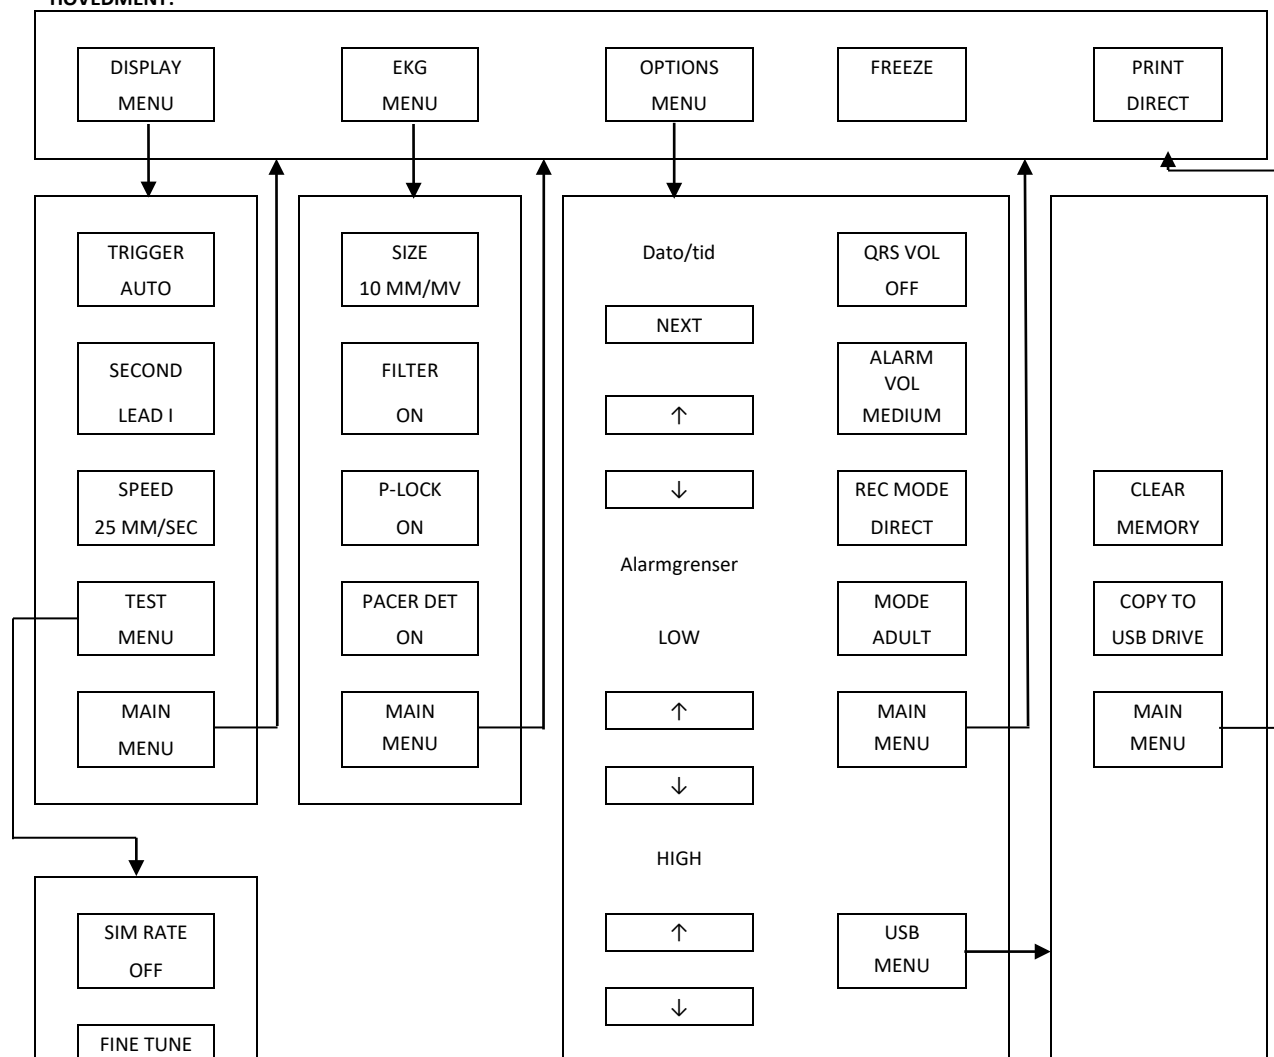 HOVEDMENY:
DISPLAY
MENU
EKG
MENU
OPTIONS
MENU
FREEZE
PRINT
DIRECT
TRIGGER
AUTO
SECOND
LEAD I
SPEED
25 MM/SEC
TEST
MENU
MAIN
MENU
SIZE
10 MM/MV
FILTER
ON
P-LOCK
ON
PACER DET
ON
MAIN
MENU
Dato/tid
NEXT
↑
↓
Alarmgrenser
LOW
↑
↓
HIGH
↑
↓
QRS VOL
OFF
ALARM
VOL
MEDIUM
REC MODE
DIRECT
MODE
ADULT
MAIN
MENU
USB
MENU
CLEAR
MEMORY
COPY TO
USB DRIVE
MAIN
MENU
SIM RATE
OFF
FINE TUNE